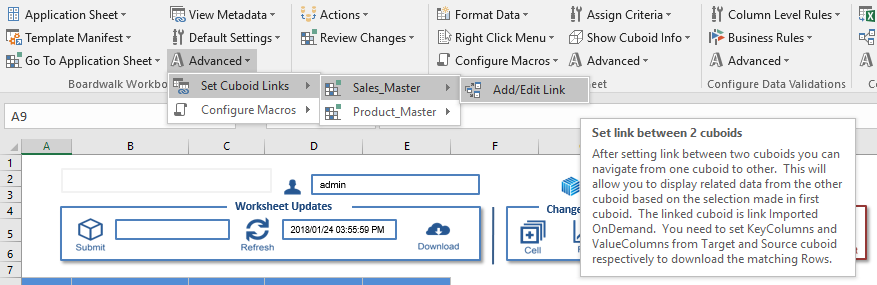 Application Sheet View Metadata Actions Format Data Assign Criteria Column Level Rules
Template Manifest Default Settings Review Changes Right Click Menu Show Cuboid Info Business Rules
Go To Application Sheet Advanced Configure Macros Advanced Advanced
Boardwalk Workbo Configure Data Validations Co
Set Cuboid Links Sales_Master Add/Edit Link
Configure Macros Product_Master
A9
Set link between 2 cuboids
After setting link between two cuboids you can
navigate from one cuboid to other. This will
allow you to display related data from the other
cuboid based on the selection made in first
cuboid. The linked cuboid is link Imported
OnDemand. You need to set KeyColumns and
ValueColumns from Target and Source cuboid
respectively to download the matching Rows.
A B C D E F
1
2 admin
3
4 Worksheet Updates Change
5 2018/01/24 03:55:59 PM
6 Submit Refresh Download Cell
7